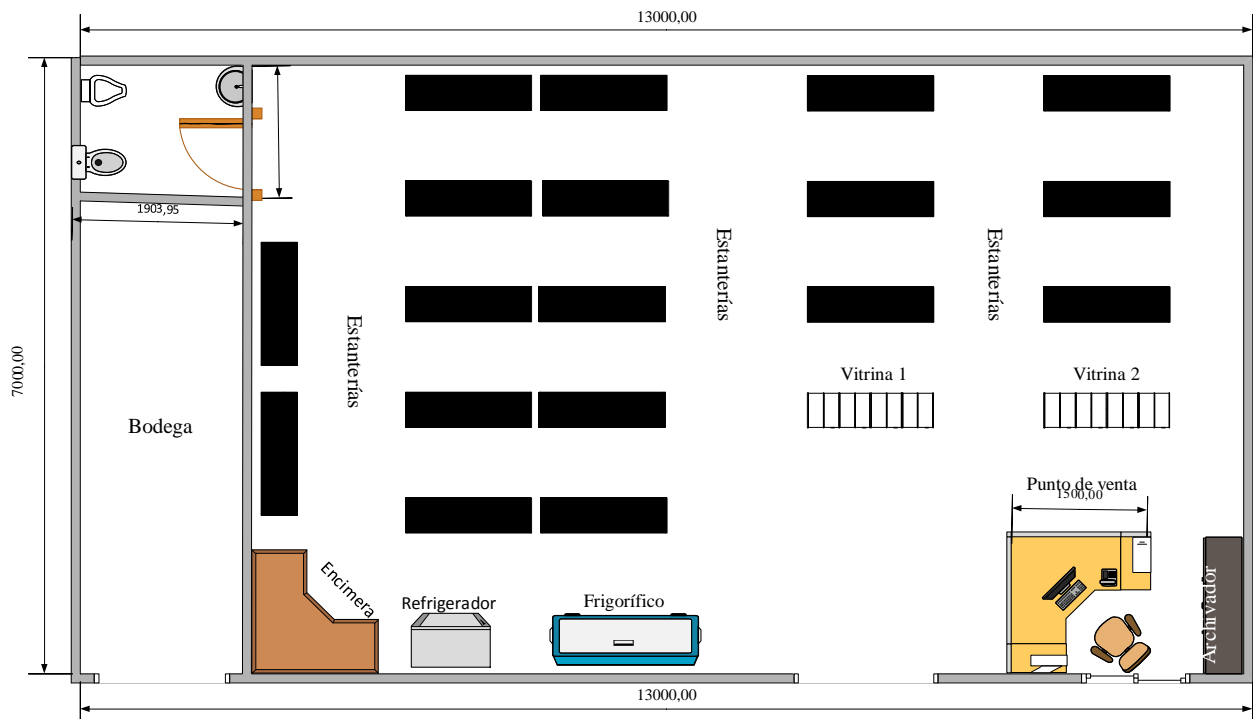 13000,00
7000,00
1903,95
Estanterías
Estanterías
Estanterías
Vitrina 1
Vitrina 2
Bodega
Punto de venta
1500,00
Encimera
Refrigerador
Frigorífico
Archivador
13000,00